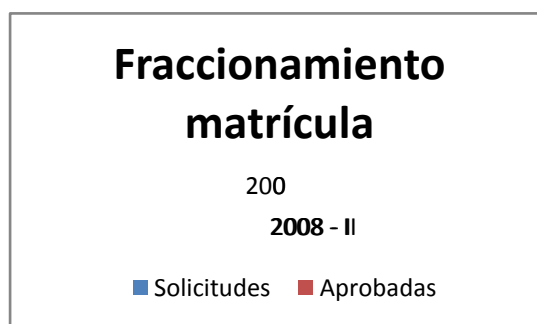 Fraccionamiento
matrícula
200
2008 - II
Solicitudes Aprobadas